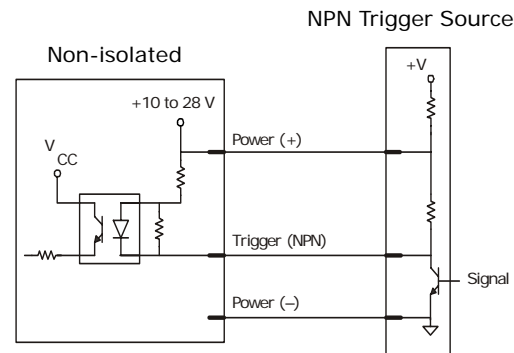 NPN Trigger Source
Non-isolated
+V
+10 to 28 V
Power (+)
V
CC
Trigger (NPN)
Signal
Power (–)